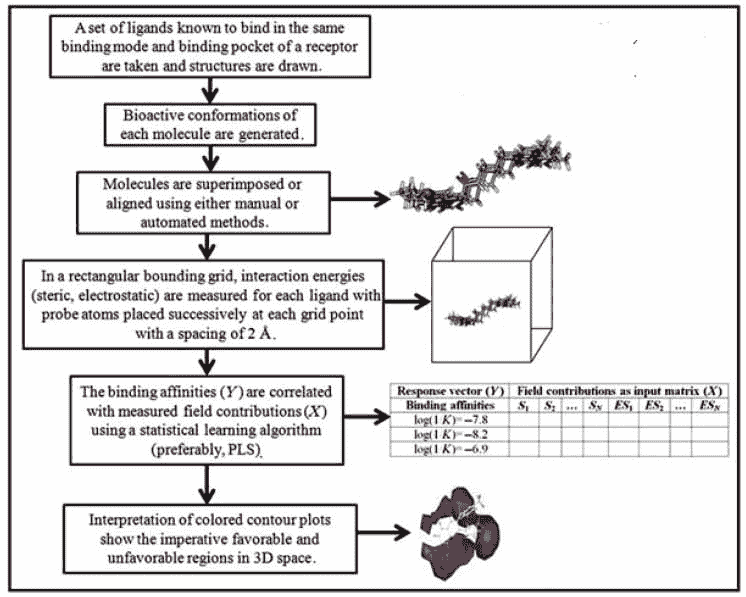 A set of ligands known to bind in the same
binding mode and binding pocket of a receptor
are taken and structures are drawn.
Bioactive conformations of
each molecule are generated.
Molecules are superimposed or
aligned using either manual or
automated methods.
In a rectangular bounding grid, interaction energies
(steric, electrostatic) are measured for each ligand with
probe atoms placed successively at each grid point
with a spacing of 2 Å.
The binding affinities (Y) are correlated
with measured field contributions (X)
using a statistical learning algorithm
(preferably, PLS)
Response vector (Y) Field contributions as input matrix (X)
Binding affinities S1 S2 ... SN ES1 ES2 ... ESN
log(1 K)=-7.8
log(1 K)=-8.2
log(1 K)=-6.9
Interpretation of colored contour plots
show the imperative favorable and
unfavorable regions in 3D space.